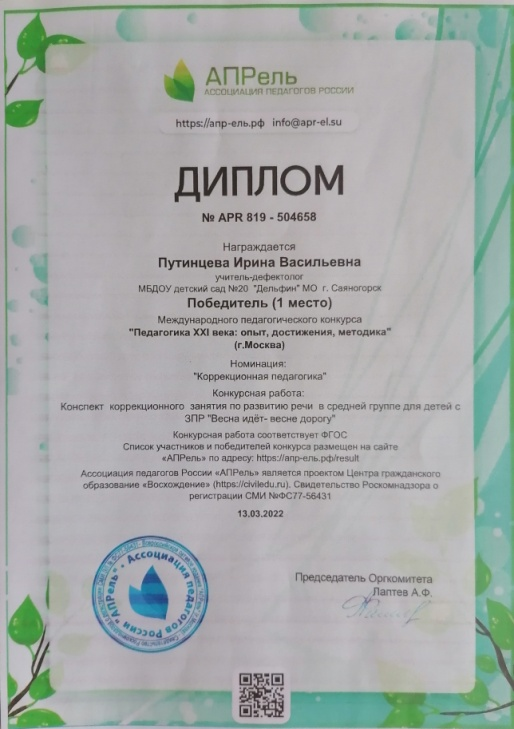 АПРель
АССОЦИАЦИЯ ПЕДАГОГОВ РОССИИ
https://апр-ель.рф info@apr-el.su
ДИПЛОМ
№ APR 819 - 504658
Награждается
Путинцева Ирина Васильевна
учитель-дефектолог
МБДОУ детский сад №20 "Дельфин" МО г. Саяногорск
Победитель (1 место)
Международного педагогического конкурса
"Педагогика XXI века: опыт, достижения, методика"
(г.Москва)
Номинация:
"Коррекционная педагогика"
Конкурсная работа:
Конспект коррекционного занятия по развитию речи в средней группе для детей с
ЗПР "Весна идёт- весне дорогу"
Конкурсная работа соответствует ФГОС
Список участников и победителей конкурса размещен на сайте
«АПРель» по адресу: https://апр-ель.рф/result
Ассоциация педагогов России «АПРель» является проектом Центра гражданского
образование «Восхождение» (https://civiledu.ru). Свидетельство Роскомнадзора о
регистрации СМИ №ФС77-56431
13.03.2022
Председатель Оргкомитета
Лаптев А.Ф.
Ассоциация педагогов России "АПРель"